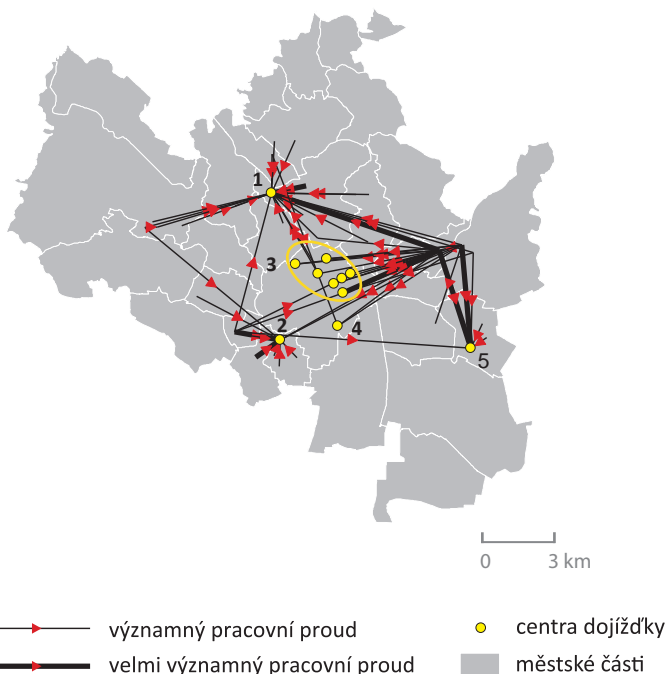 1
3
2
4
5
0 3 km
významný pracovní proud
velmi významný pracovní proud
centra dojížďky
městské části